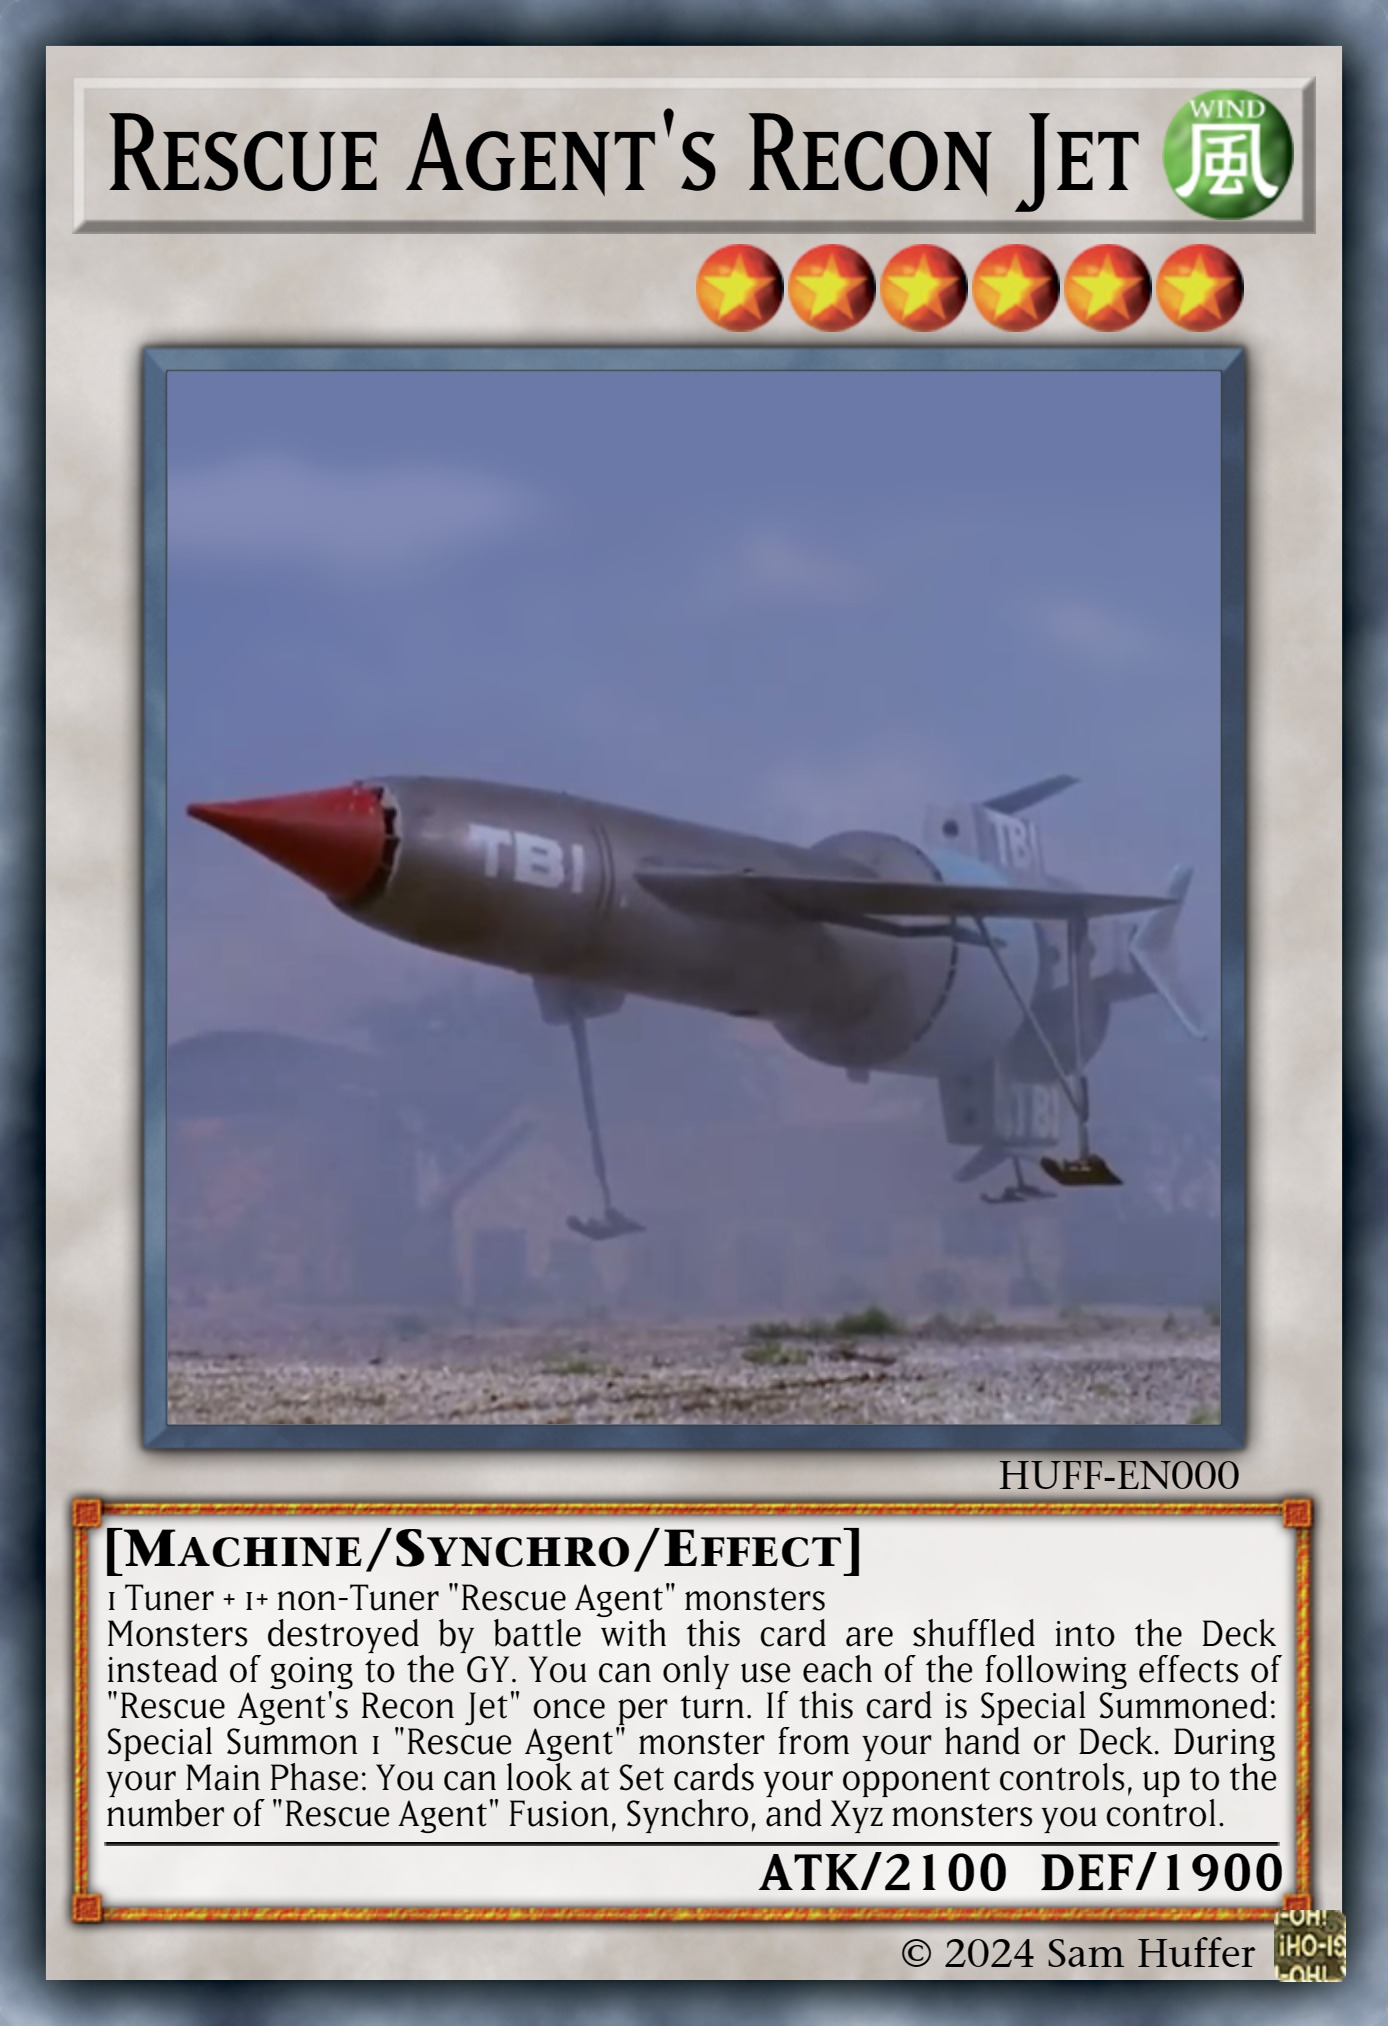 Rescue Agent's Recon Jet
WIND
風
TB1
TB1
TB1
HUFF-EN000
[Machine/Synchro/Effect]
1 Tuner + 1+ non-Tuner "Rescue Agent" monsters
Monsters destroyed by battle with this card are shuffled into the Deck
instead of going to the GY. You can only use each of the following effects of
"Rescue Agent's Recon Jet" once per turn. If this card is Special Summoned:
Special Summon 1 "Rescue Agent" monster from your hand or Deck. During
your Main Phase: You can look at Set cards your opponent controls, up to the
number of "Rescue Agent" Fusion, Synchro, and Xyz monsters you control.
ATK/2100 DEF/1900
© 2024 Sam Huffer